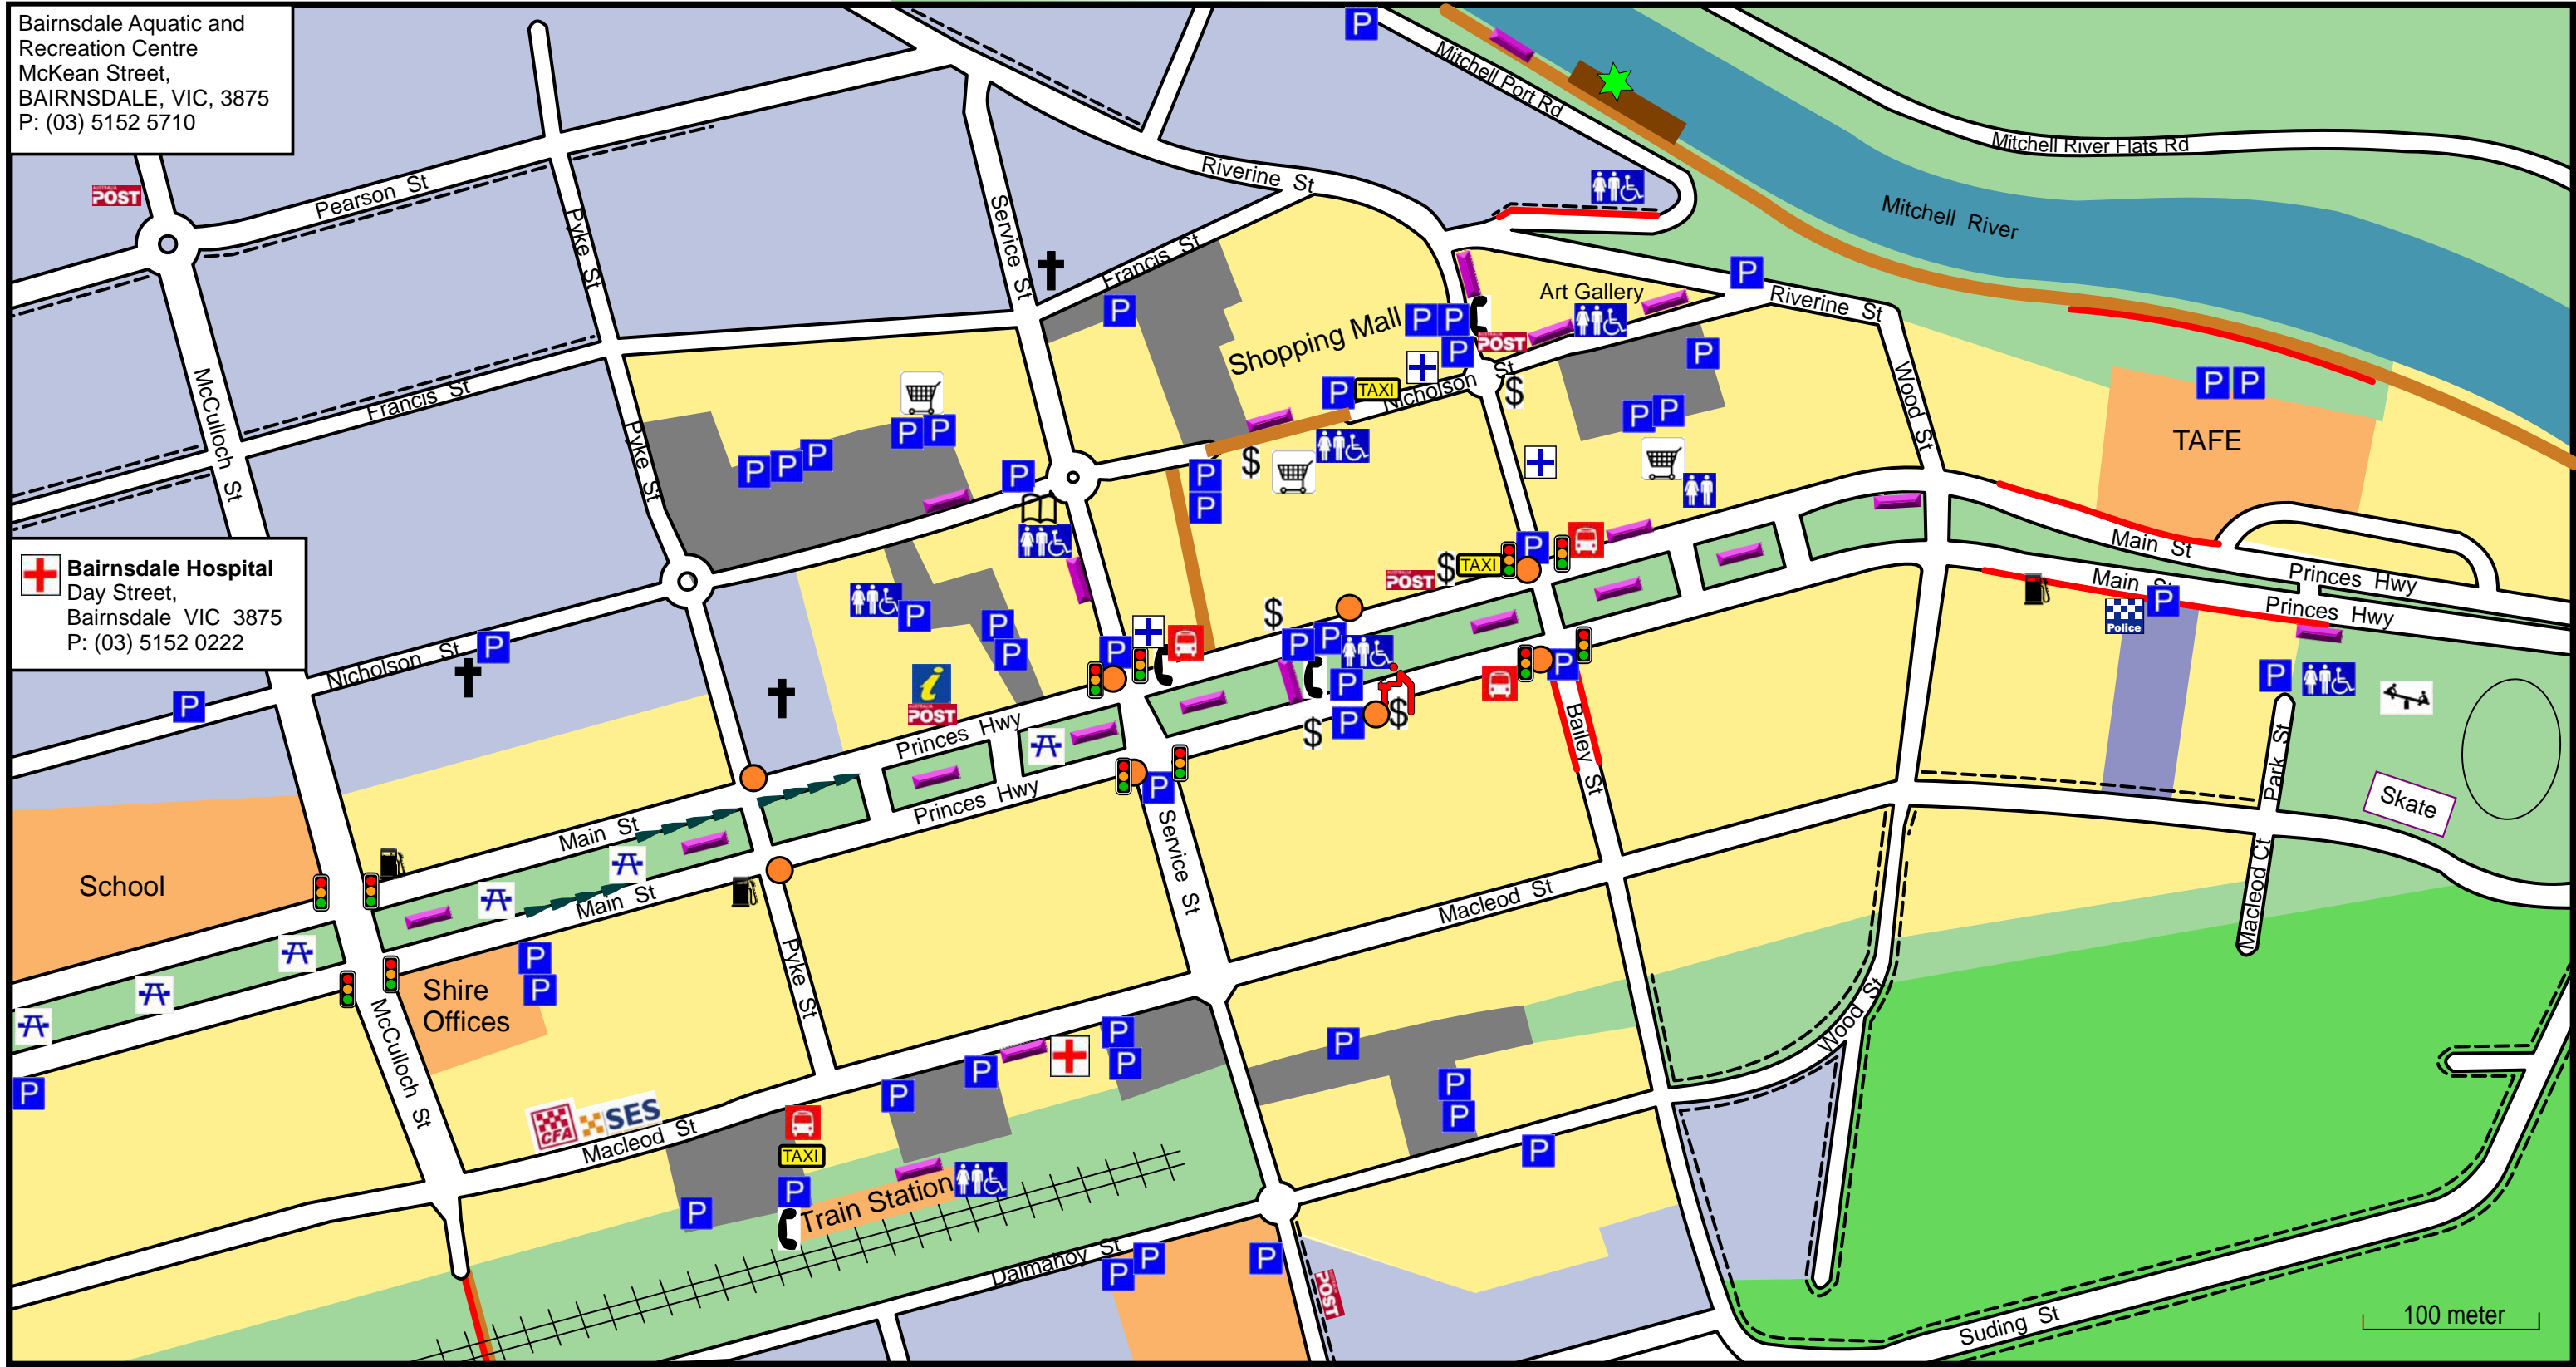 Bairnsdale Aquatic and
Recreation Centre
McKean Street,
BAIRNSDALE, VIC, 3875
P: (03) 5152 5710
P
Mitchell Port Rd
Mitchell River Flats Rd
Mitchell River
AUSTRALIA
POST
Pearson St
Pyke St
Service St
Riverine St
Francis St
P
Shopping Mall
P P
P
AUSTRALIA
POST
Art Gallery
P
Riverine St
P
McCulloch St
Francis St
Pyke St
P TAXI
Nicholson St
$
P P
Wood St
P P
TAFE
P P
P P P
P
P
P
$
Bairnsdale Hospital
Day Street,
Bairnsdale VIC 3875
P: (03) 5152 0222
AUSTRALIA
POST
$
TAXI
P
Main St
Princes Hwy
Main St
Princes Hwy
Police
P
Nicholson St
P
P
P
P
P
P
i
AUSTRALIA
POST
P
$
P P
P
P
$
$
P
P
Princes Hwy
Princes Hwy
P
Bailey St
Park St
Skate
Main St
Main St
School
Service St
Macleod St
Macleod Ct
Shire
Offices
P
P
McCulloch St
Pyke St
P
P
P
P
P
P
P
P
P
Wood St
CFA
SES
Macleod St
TAXI
P
P
Train Station
Dalmahoy St
P P
P
AUSTRALIA
POST
Suding St
100 meter